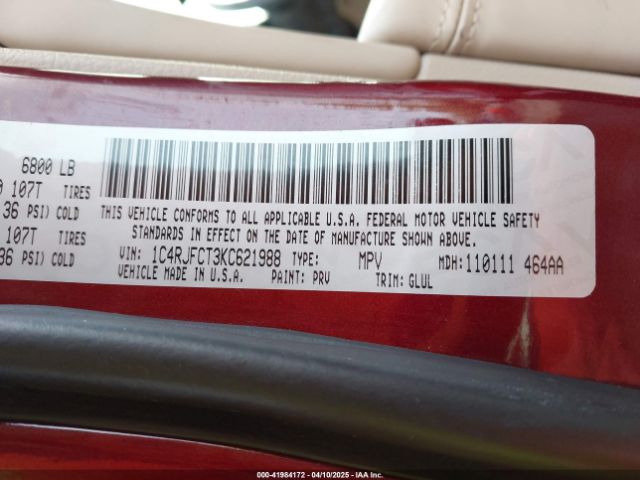 6800 LB
107T TIRES
36 PSI) COLD
107T TIRES
36 PSI) COLD
THIS VEHICLE CONFORMS TO ALL APPLICABLE U.S.A. FEDERAL MOTOR VEHICLE SAFETY
STANDARDS IN EFFECT ON THE DATE OF MANUFACTURE SHOWN ABOVE.
VIN: 1C4RJFCT3KC621988 TYPE: MPV MDH:110111 464AA
VEHICLE MADE IN U.S.A. PAINT: PRV TRIM: GLUL
000-41984172 - 04/10/2025 - IAAI INC.